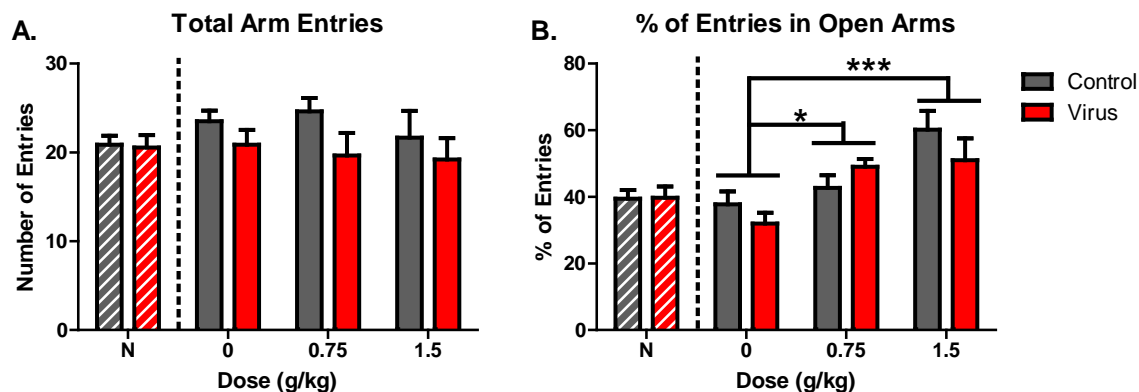 A.
Total Arm Entries
Number of Entries
30
20
10
0
N
0
0.75
1.5
Dose (g/kg)
B.
% of Entries in Open Arms
% of Entries
80
60
40
20
0
***
*
N
0
0.75
1.5
Dose (g/kg)
Control
Virus